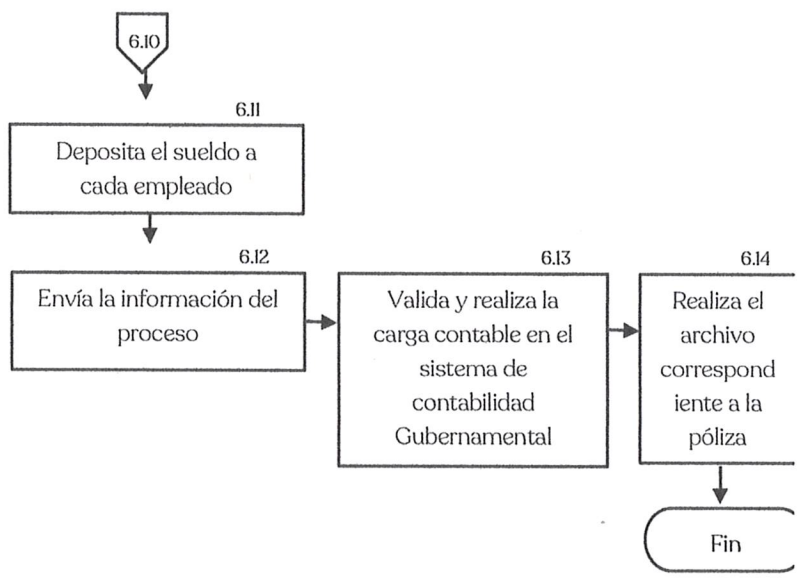 6.10
6.11
Deposita el sueldo a
cada empleado
6.12
Envía la información del
proceso
6.13
Valida y realiza la
carga contable en el
sistema de
contabilidad
Gubernamental
6.14
Realiza el
archivo
correspond
iente a la
póliza
Fin